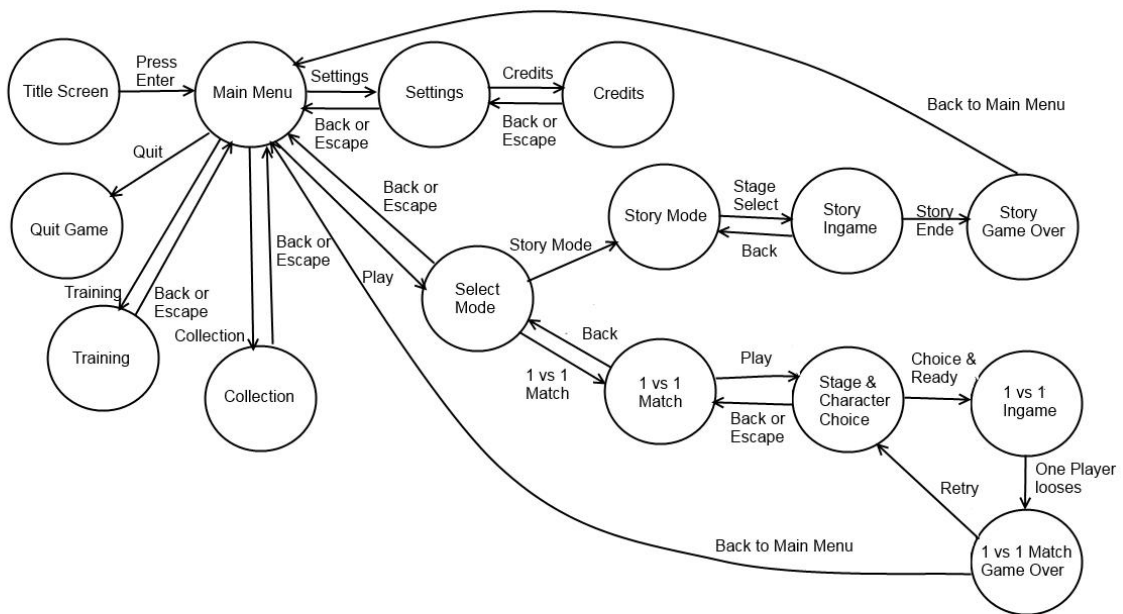 Title Screen
Press
Enter
Main Menu
Settings
Settings
Back or
Escape
Credits
Credits
Back or
Escape
Back to Main Menu
Quit
Quit Game
Training
Training
Back or
Escape
Collection
Collection
Back or
Escape
Back or
Escape
Play
Select
Mode
Story Mode
Story Mode
Stage
Select
Back
Story
Ingame
Story
Ende
Story
Game Over
Back
1 vs 1
Match
1 vs 1
Match
Play
Back or
Escape
Stage &
Character
Choice
Choice &
Ready
1 vs 1
Ingame
One Player
looses
Retry
Back to Main Menu
1 vs 1 Match
Game Over